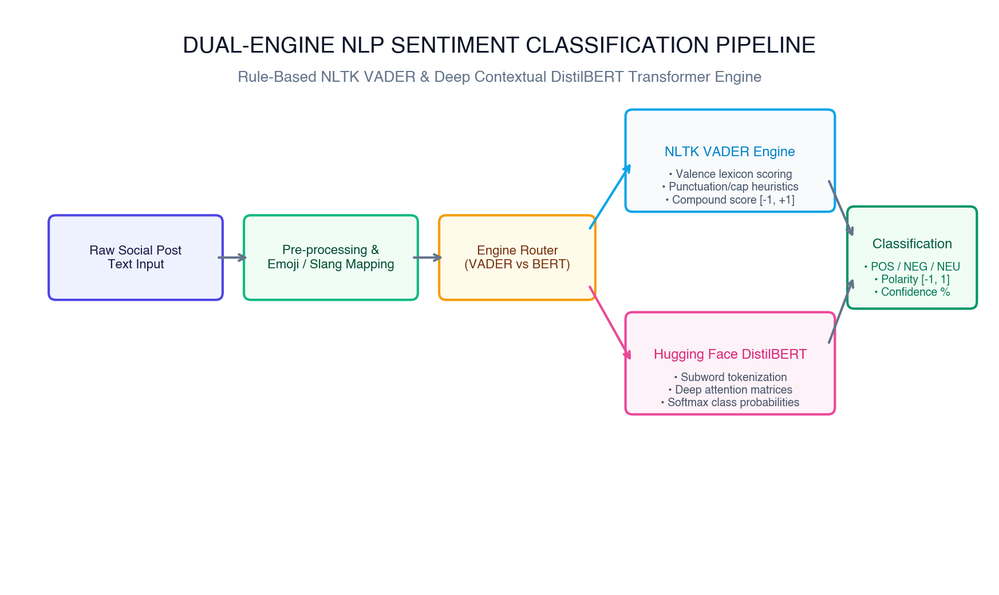 DUAL-ENGINE NLP SENTIMENT CLASSIFICATION PIPELINE
Rule-Based NLTK VADER & Deep Contextual DistilBERT Transformer Engine
Raw Social Post
Text Input
Pre-processing &
Emoji / Slang Mapping
Engine Router
(VADER vs BERT)
NLTK VADER Engine
• Valence lexicon scoring
• Punctuation/cap heuristics
• Compound score [-1, +1]
Hugging Face DistilBERT
• Subword tokenization
• Deep attention matrices
• Softmax class probabilities
Classification
• POS / NEG / NEU
• Polarity [-1, 1]
• Confidence %